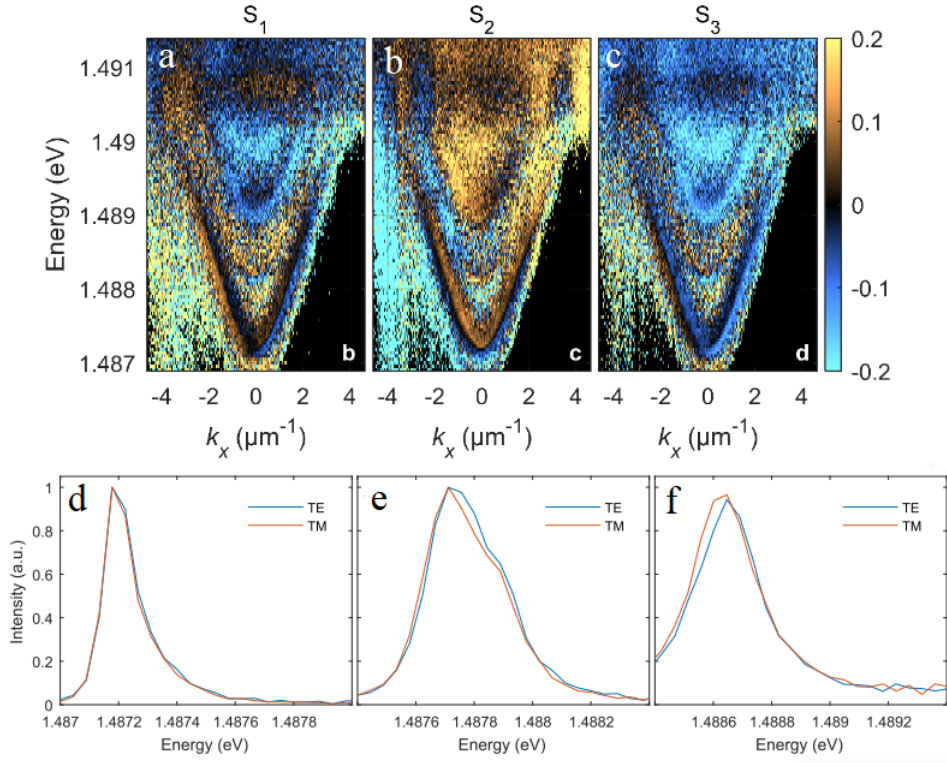 S1 S2 S3
a b c
1.491
1.49
1.489
1.488
1.487
Energy (eV)
b c d
0.2
0.1
0
-0.1
-0.2
-4 -2 0 2 4 -4 -2 0 2 4 -4 -2 0 2 4
kx (µm-1) kx (µm-1) kx (µm-1)
d e f
TE TE TE
TM TM TM
1
0.8
0.6
0.4
0.2
0
Intensity (a.u.)
1.487 1.4872 1.4874 1.4876 1.4878 1.4876 1.4878 1.488 1.4882 1.4886 1.4888 1.489 1.4892
Energy (eV) Energy (eV) Energy (eV)